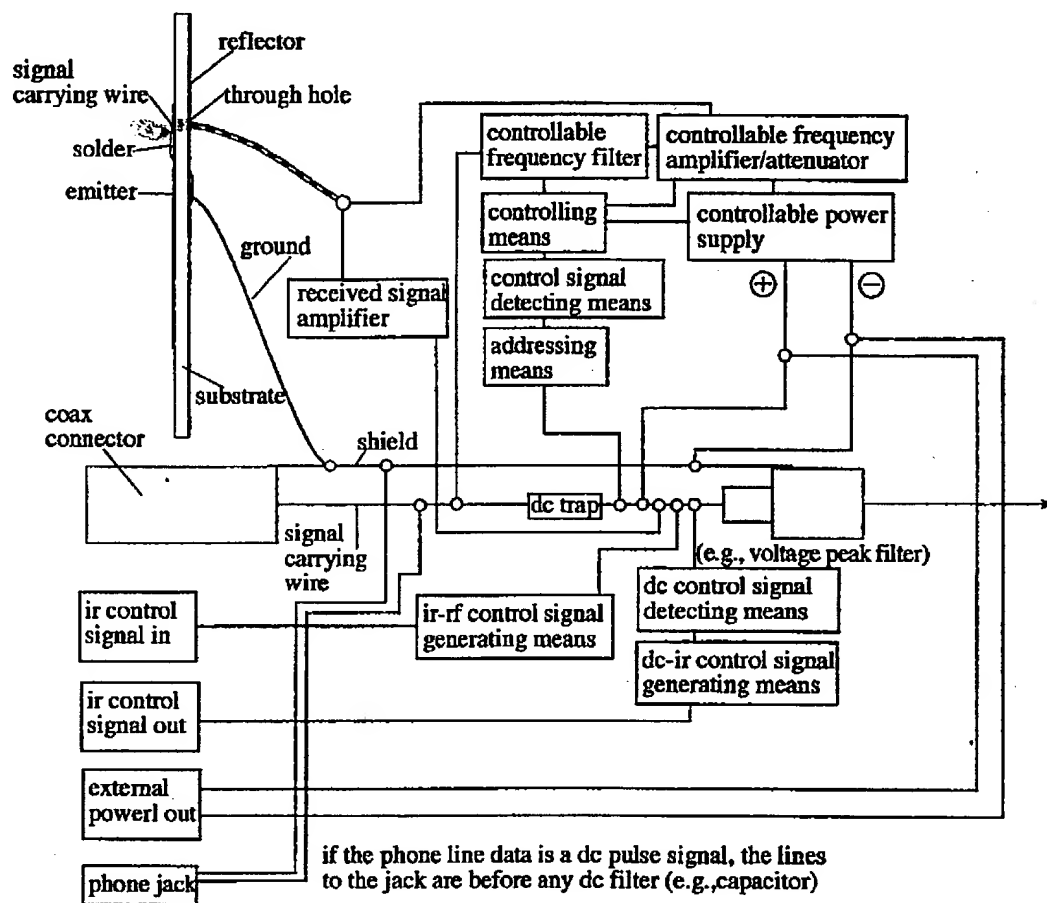 reflector
signal
carrying wire
through hole
solder
emitter
ground
received signal
amplifier
controllable
frequency filter
controllable frequency
amplifier/attenuator
controlling
means
controllable power
supply
control signal
detecting means
+
−
addressing
means
substrate
coax
connector
shield
dc trap
signal
carrying
wire
(e.g., voltage peak filter)
ir control
signal in
ir-rf control signal
generating means
dc control signal
detecting means
dc-ir control signal
generating means
ir control
signal out
external
powerl out
phone jack
if the phone line data is a dc pulse signal, the lines
to the jack are before any dc filter (e.g.,capacitor)